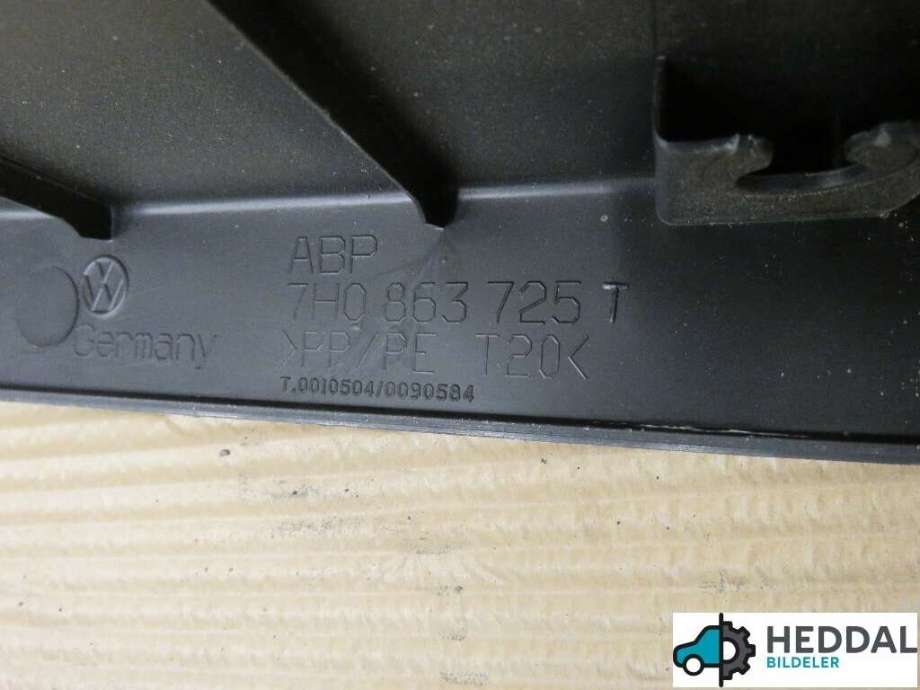 ABP
7H0 863 725 T
Germany >PP/PE T20<
T.0010504/0090584
HEDDAL
BILDELER